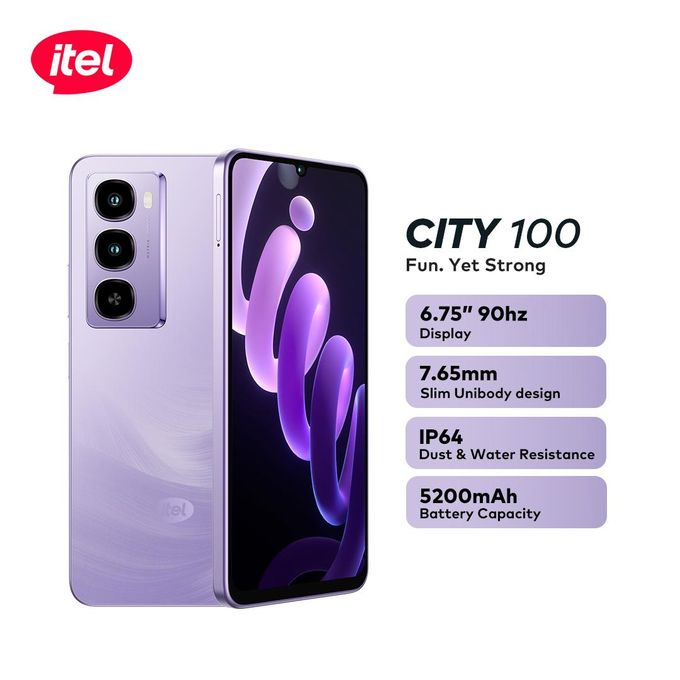 itel
CITY 100
Fun. Yet Strong
6.75″ 90hz
Display
7.65mm
Slim Unibody design
IP64
Dust & Water Resistance
5200mAh
Battery Capacity
itel